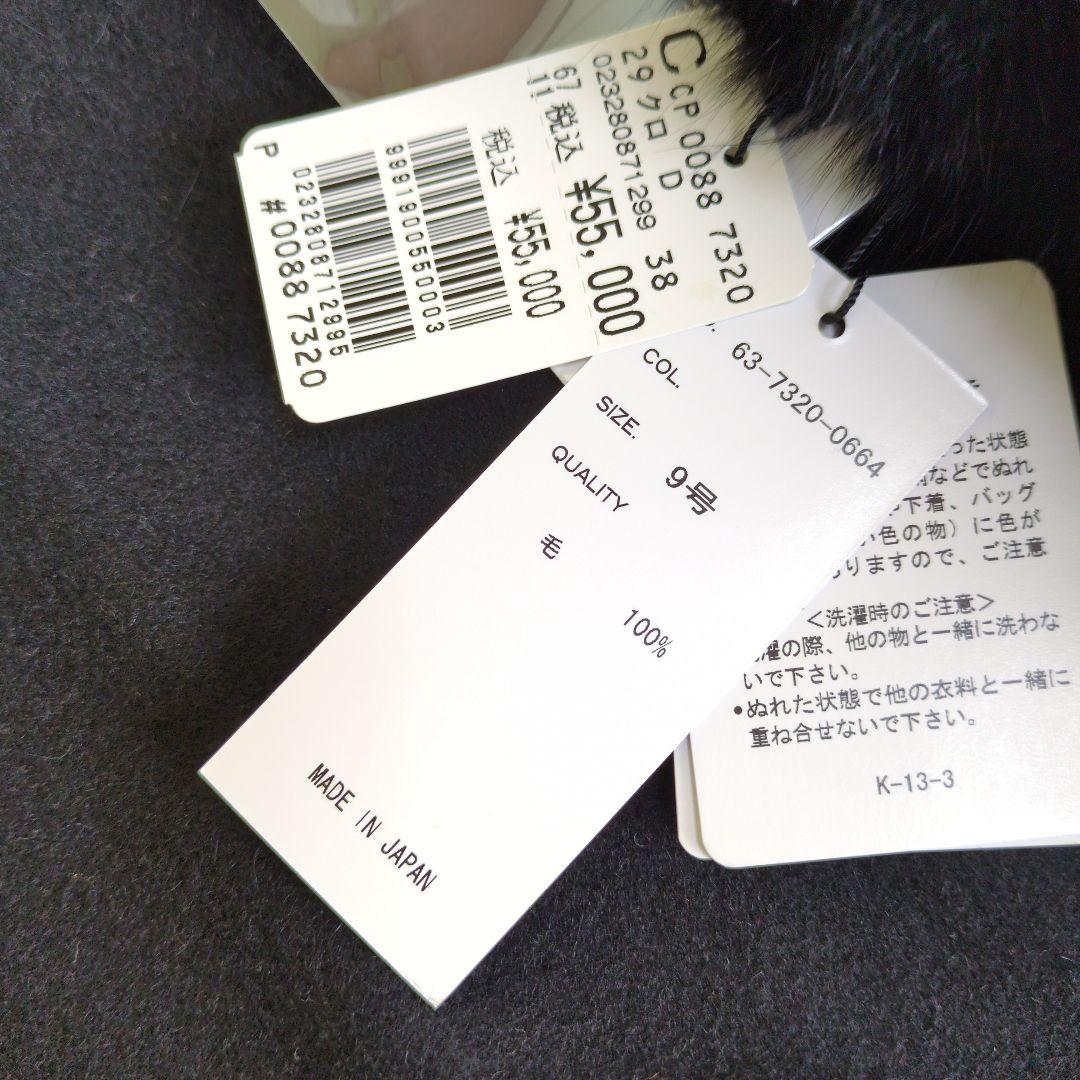 C CP 0088 7320
29 クロ D 38
023280871299
67 税込 ¥55,000
11
税込 ¥55,000
9991900550003
0232808712995
P #0088 7320
63-7320-0664
COL.
SIZE. 9号
QUALITY
毛 100%
MADE IN JAPAN
った状態
などでぬれ
下着、バッグ
色の物）に色が
りますので、ご注意
＜洗濯時のご注意＞
濯の際、他の物と一緒に洗わな
いで下さい。
●ぬれた状態で他の衣料と一緒に
重ね合せないで下さい。
K-13-3